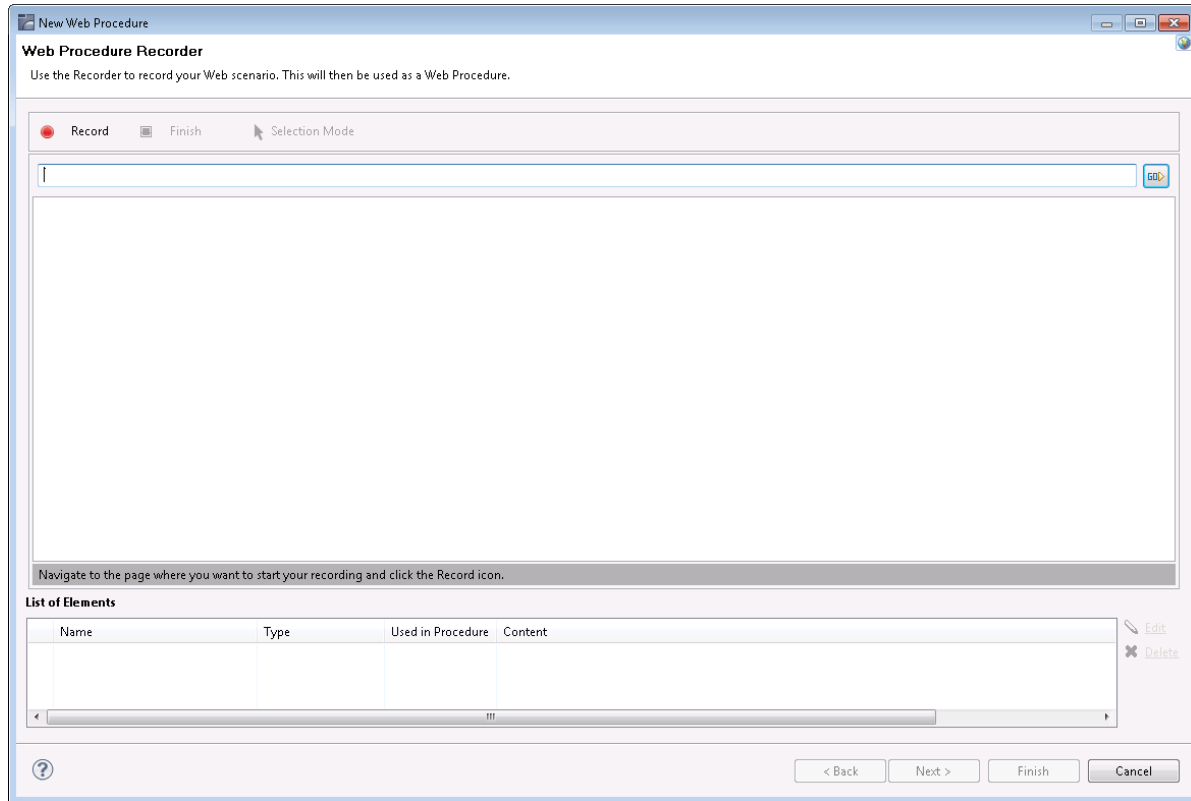 New Web Procedure
Web Procedure Recorder
Use the Recorder to record your Web scenario. This will then be used as a Web Procedure.
Record Finish Selection Mode
GO
Navigate to the page where you want to start your recording and click the Record icon.
List of Elements
Name Type Used in Procedure Content
Edit
Delete
< Back Next > Finish Cancel